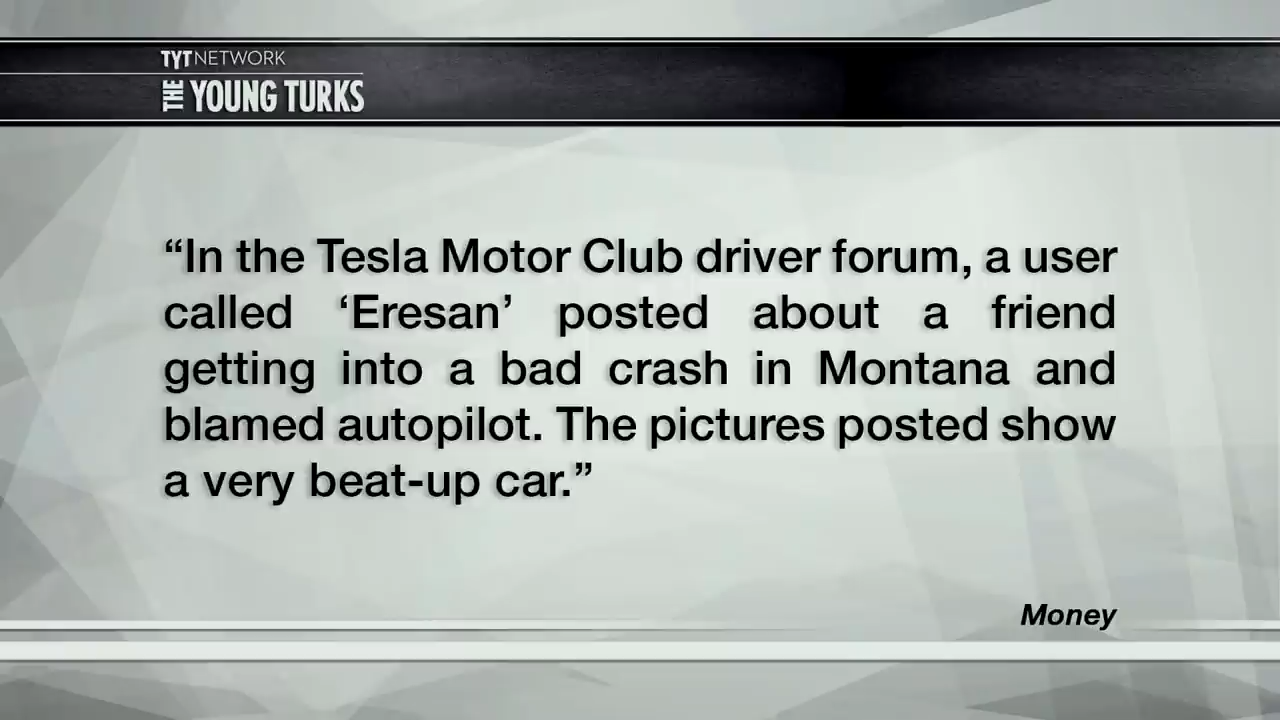 TYTNETWORK
THE YOUNG TURKS
“In the Tesla Motor Club driver forum, a user
called ‘Eresan’ posted about a friend
getting into a bad crash in Montana and
blamed autopilot. The pictures posted show
a very beat-up car.”
Money